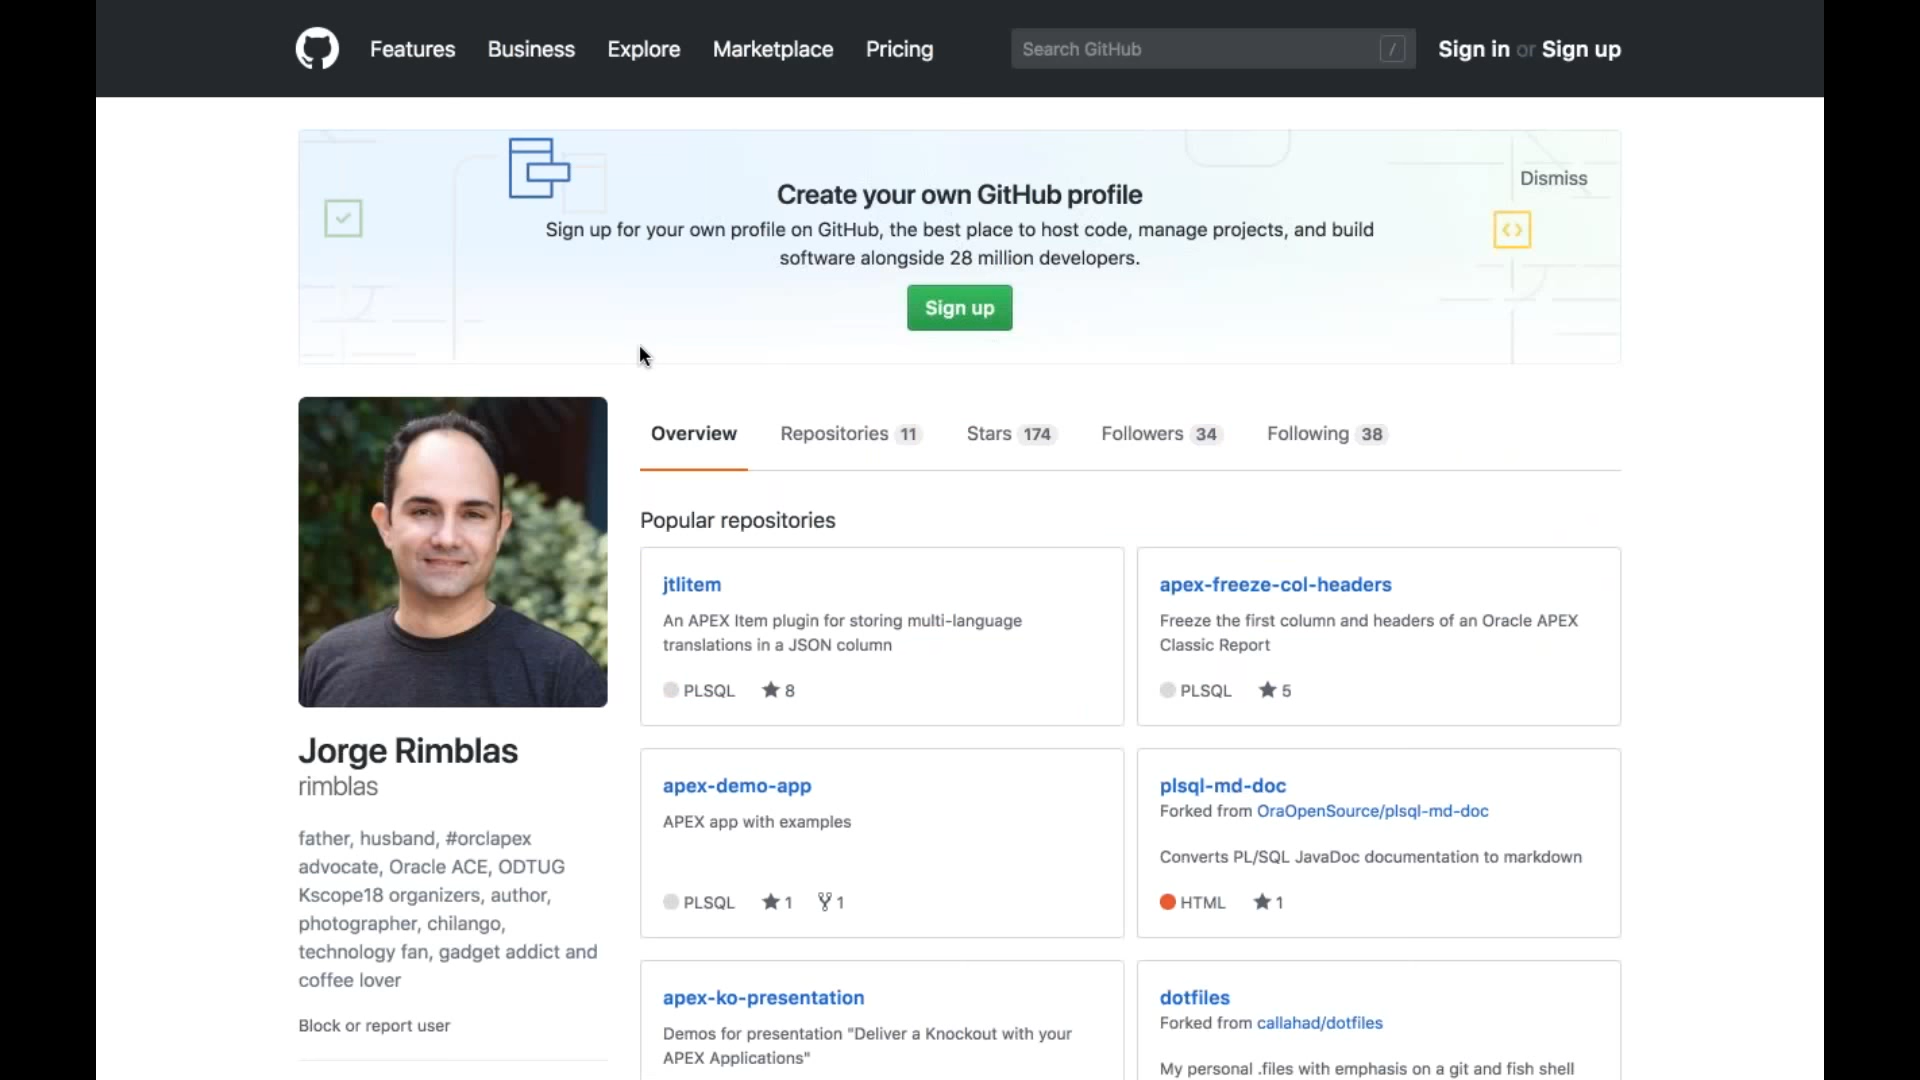 Features Business Explore Marketplace Pricing Search GitHub / Sign in or Sign up
Dismiss
Create your own GitHub profile
Sign up for your own profile on GitHub, the best place to host code, manage projects, and build
software alongside 28 million developers.
Sign up
Overview Repositories 11 Stars 174 Followers 34 Following 38
Popular repositories
jtlitem
An APEX Item plugin for storing multi-language
translations in a JSON column
PLSQL 8
apex-freeze-col-headers
Freeze the first column and headers of an Oracle APEX
Classic Report
PLSQL 5
apex-demo-app
APEX app with examples
PLSQL 1 1
plsql-md-doc
Forked from OraOpenSource/plsql-md-doc
Converts PL/SQL JavaDoc documentation to markdown
HTML 1
apex-ko-presentation
Demos for presentation "Deliver a Knockout with your
APEX Applications"
dotfiles
Forked from callahad/dotfiles
My personal .files with emphasis on a git and fish shell
Jorge Rimblas
rimblas
father, husband, #orclapex
advocate, Oracle ACE, ODTUG
Kscope18 organizers, author,
photographer, chilango,
technology fan, gadget addict and
coffee lover
Block or report user